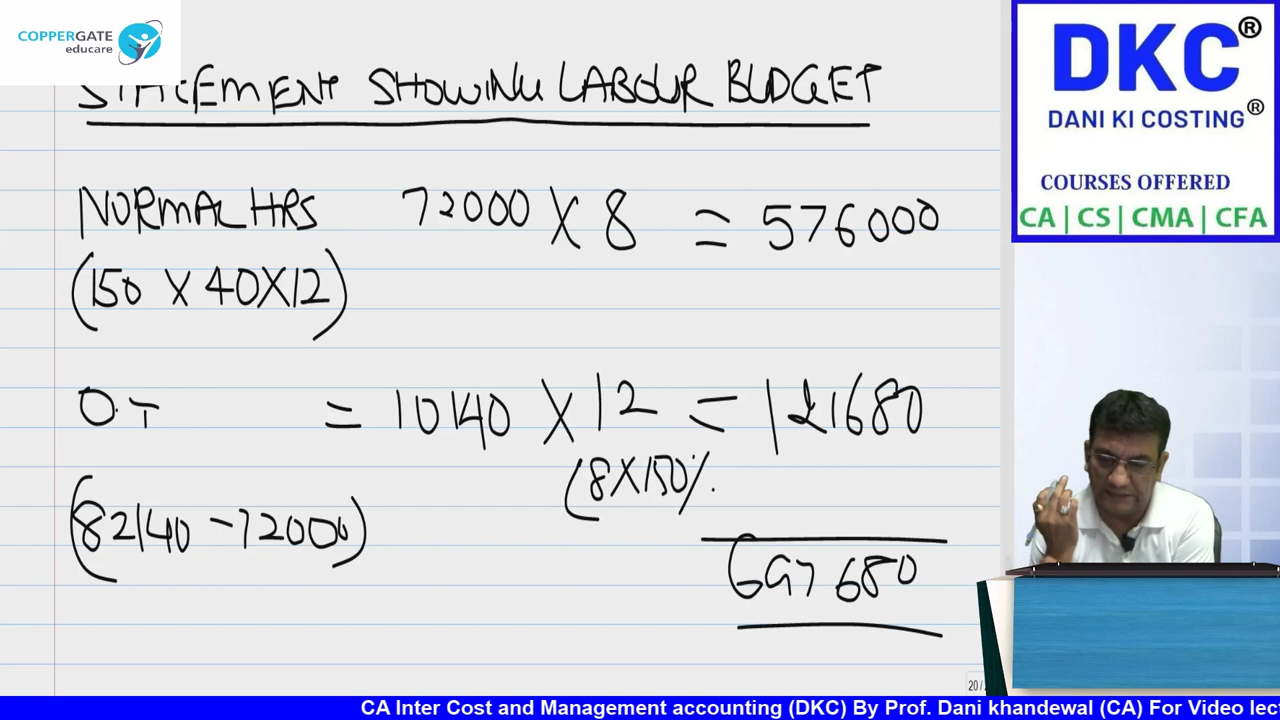 COPPERGATE
educare
STATEMENT SHOWING LABOUR BUDGET
NORMAL HRS 72000 X 8 = 576000
(150 X 40 X 12)
O.T = 10140 X 12 = 121680
(8 X 150%.
(82140 - 72000)
697680
20 /
DKC®
DANI KI COSTING®
COURSES OFFERED
CA | CS | CMA | CFA
CA Inter Cost and Management accounting (DKC) By Prof. Dani khandewal (CA) For Video lec